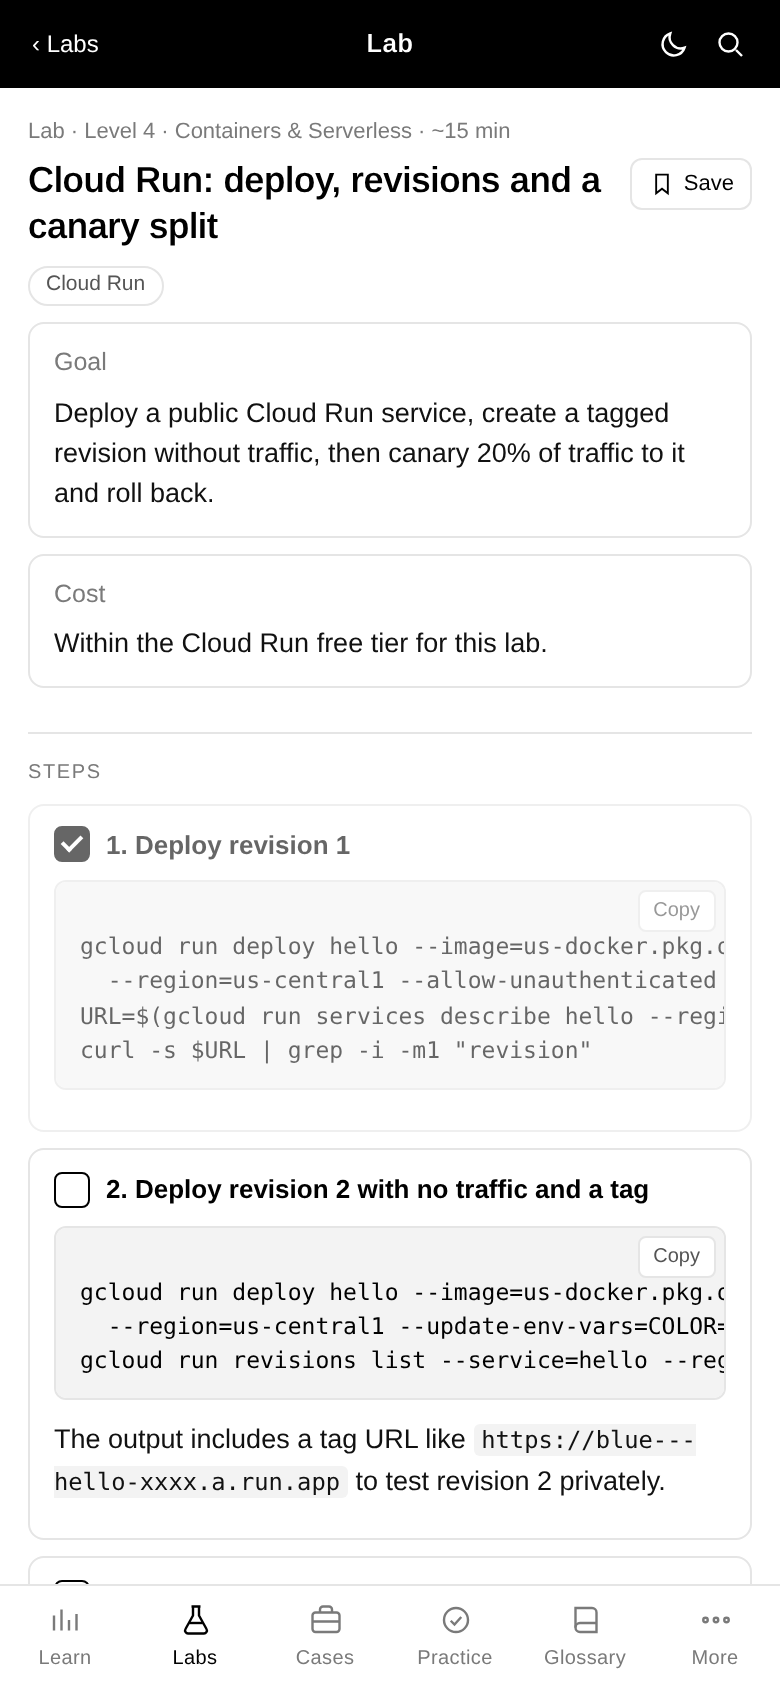 ‹ Labs
Lab
Lab · Level 4 · Containers & Serverless · ~15 min
Cloud Run: deploy, revisions and a
canary split
Save
Cloud Run
Goal
Deploy a public Cloud Run service, create a tagged
revision without traffic, then canary 20% of traffic to it
and roll back.
Cost
Within the Cloud Run free tier for this lab.
STEPS
1. Deploy revision 1
Copy
gcloud run deploy hello --image=us-docker.pkg.d
--region=us-central1 --allow-unauthenticated
URL=$(gcloud run services describe hello --regi
curl -s $URL | grep -i -m1 "revision"
2. Deploy revision 2 with no traffic and a tag
Copy
gcloud run deploy hello --image=us-docker.pkg.d
--region=us-central1 --update-env-vars=COLOR=
gcloud run revisions list --service=hello --reg
The output includes a tag URL like https://blue---
hello-xxxx.a.run.app to test revision 2 privately.
Learn
Labs
Cases
Practice
Glossary
More